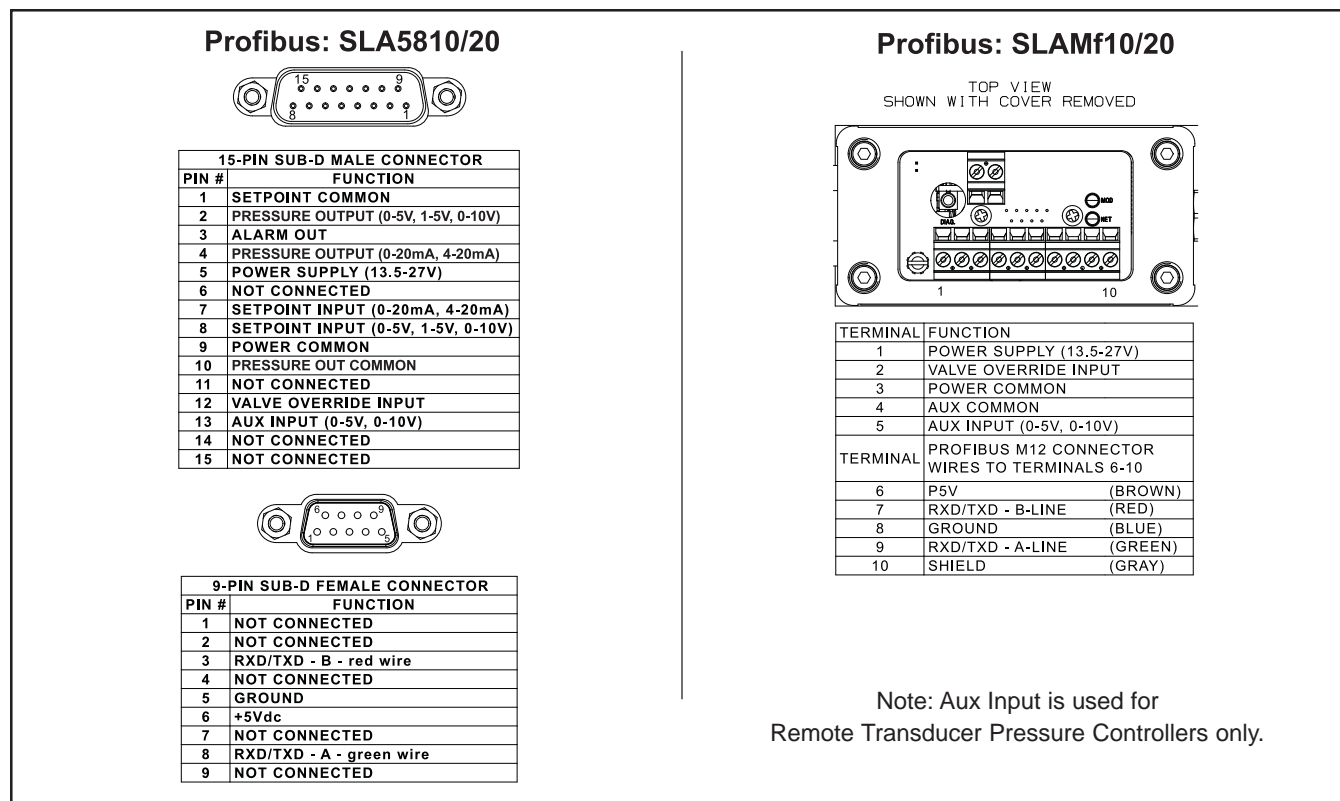 Profibus: SLA5810/20
15 9
8 1
15-PIN SUB-D MALE CONNECTOR
PIN # FUNCTION
1 SETPOINT COMMON
2 PRESSURE OUTPUT (0-5V, 1-5V, 0-10V)
3 ALARM OUT
4 PRESSURE OUTPUT (0-20mA, 4-20mA)
5 POWER SUPPLY (13.5-27V)
6 NOT CONNECTED
7 SETPOINT INPUT (0-20mA, 4-20mA)
8 SETPOINT INPUT (0-5V, 1-5V, 0-10V)
9 POWER COMMON
10 PRESSURE OUT COMMON
11 NOT CONNECTED
12 VALVE OVERRIDE INPUT
13 AUX INPUT (0-5V, 0-10V)
14 NOT CONNECTED
15 NOT CONNECTED
6 9
1 5
9-PIN SUB-D FEMALE CONNECTOR
PIN # FUNCTION
1 NOT CONNECTED
2 NOT CONNECTED
3 RXD/TXD - B - red wire
4 NOT CONNECTED
5 GROUND
6 +5Vdc
7 NOT CONNECTED
8 RXD/TXD - A - green wire
9 NOT CONNECTED
Profibus: SLAMf10/20
TOP VIEW
SHOWN WITH COVER REMOVED
MOD
DIAG. NET
1 10
TERMINAL FUNCTION
1 POWER SUPPLY (13.5-27V)
2 VALVE OVERRIDE INPUT
3 POWER COMMON
4 AUX COMMON
5 AUX INPUT (0-5V, 0-10V)
TERMINAL PROFIBUS M12 CONNECTOR
WIRES TO TERMINALS 6-10
6 P5V (BROWN)
7 RXD/TXD - B-LINE (RED)
8 GROUND (BLUE)
9 RXD/TXD - A-LINE (GREEN)
10 SHIELD (GRAY)
Note: Aux Input is used for
Remote Transducer Pressure Controllers only.